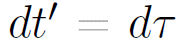 dt′ = dτ